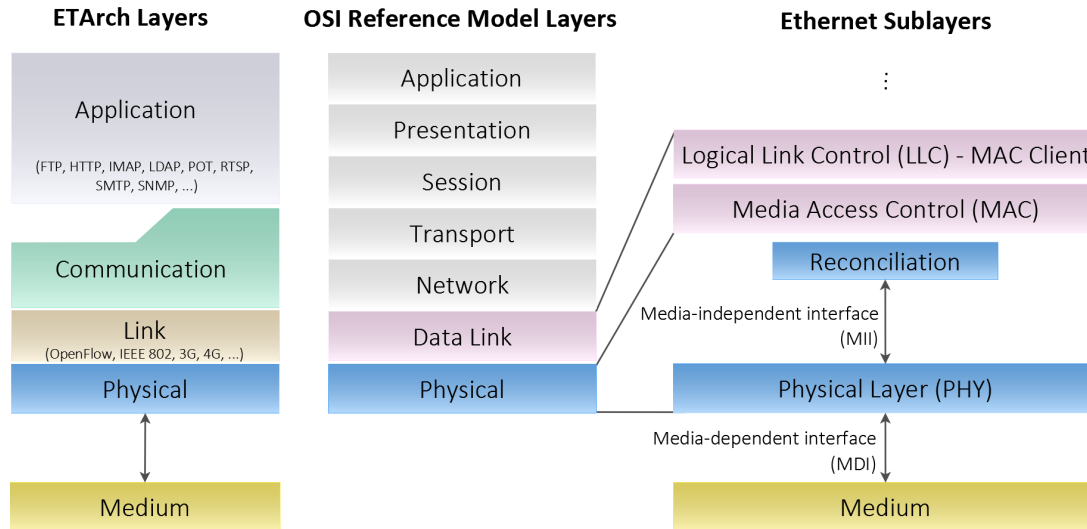 ETArch Layers
Application
(FTP, HTTP, IMAP, LDAP, POT, RTSP,
SMTP, SNMP, ...)
Communication
Link
(OpenFlow, IEEE 802, 3G, 4G, ...)
Physical
Medium
OSI Reference Model Layers
Application
Presentation
Session
Transport
Network
Data Link
Physical
Ethernet Sublayers
⋮
Logical Link Control (LLC) - MAC Client
Media Access Control (MAC)
Reconciliation
Media-independent interface
(MII)
Physical Layer (PHY)
Media-dependent interface
(MDI)
Medium